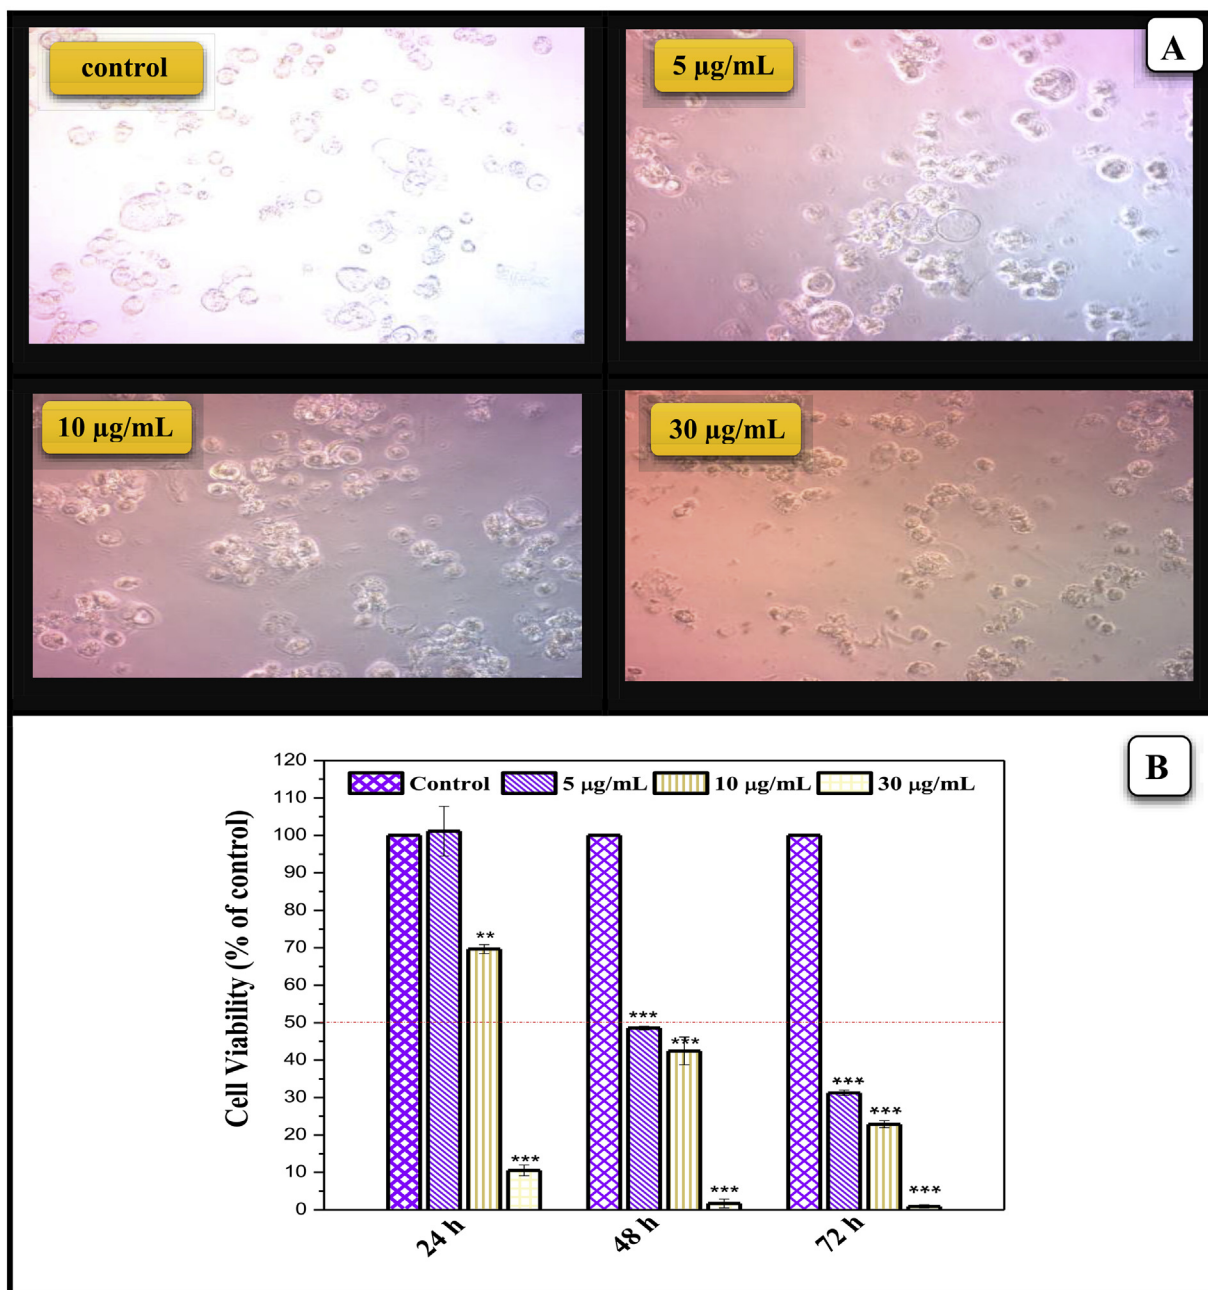 control
5 μg/mL
A
10 μg/mL
30 μg/mL
B
Control 5 μg/mL 10 μg/mL 30 μg/mL
Cell Viability (% of control)
120
110
100
90
80
70
60
50
40
30
20
10
0
**
***
***
***
***
***
***
***
24 h
48 h
72 h